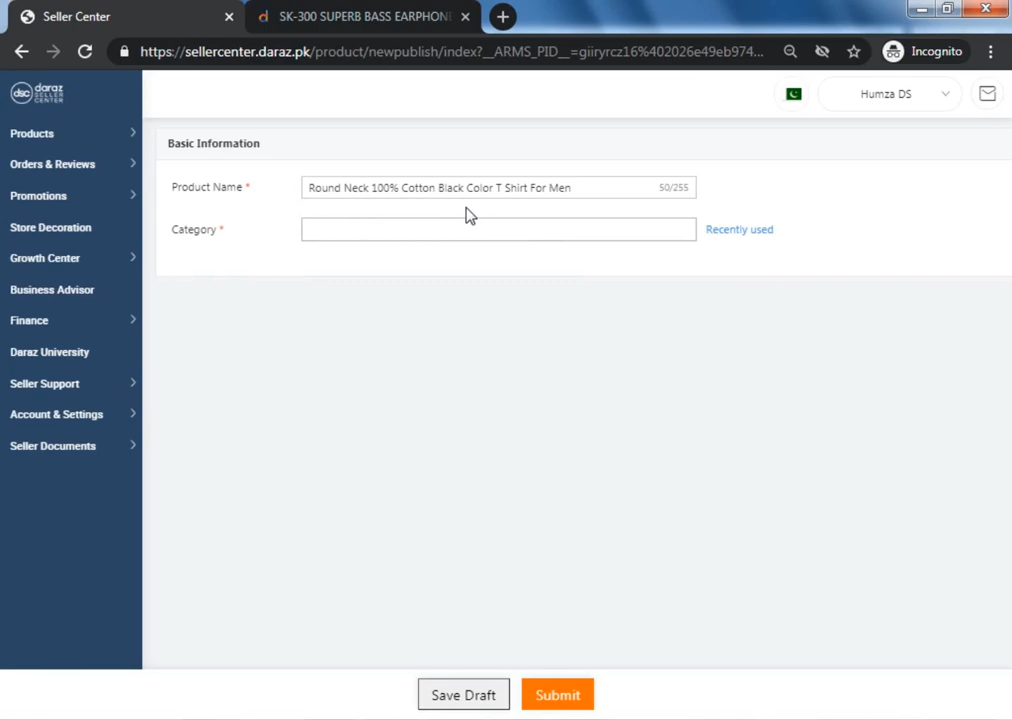 Seller Center
SK-300 SUPERB BASS EARPHON
https://sellercenter.daraz.pk/product/newpublish/index?__ARMS_PID__=giiryrcz16%402026e49eb974...
Incognito
dsc daraz SELLER CENTER
Humza DS
Products
Orders & Reviews
Promotions
Store Decoration
Growth Center
Business Advisor
Finance
Daraz University
Seller Support
Account & Settings
Seller Documents
Basic Information
Product Name *
Round Neck 100% Cotton Black Color T Shirt For Men
50/255
Category *
Recently used
Save Draft
Submit